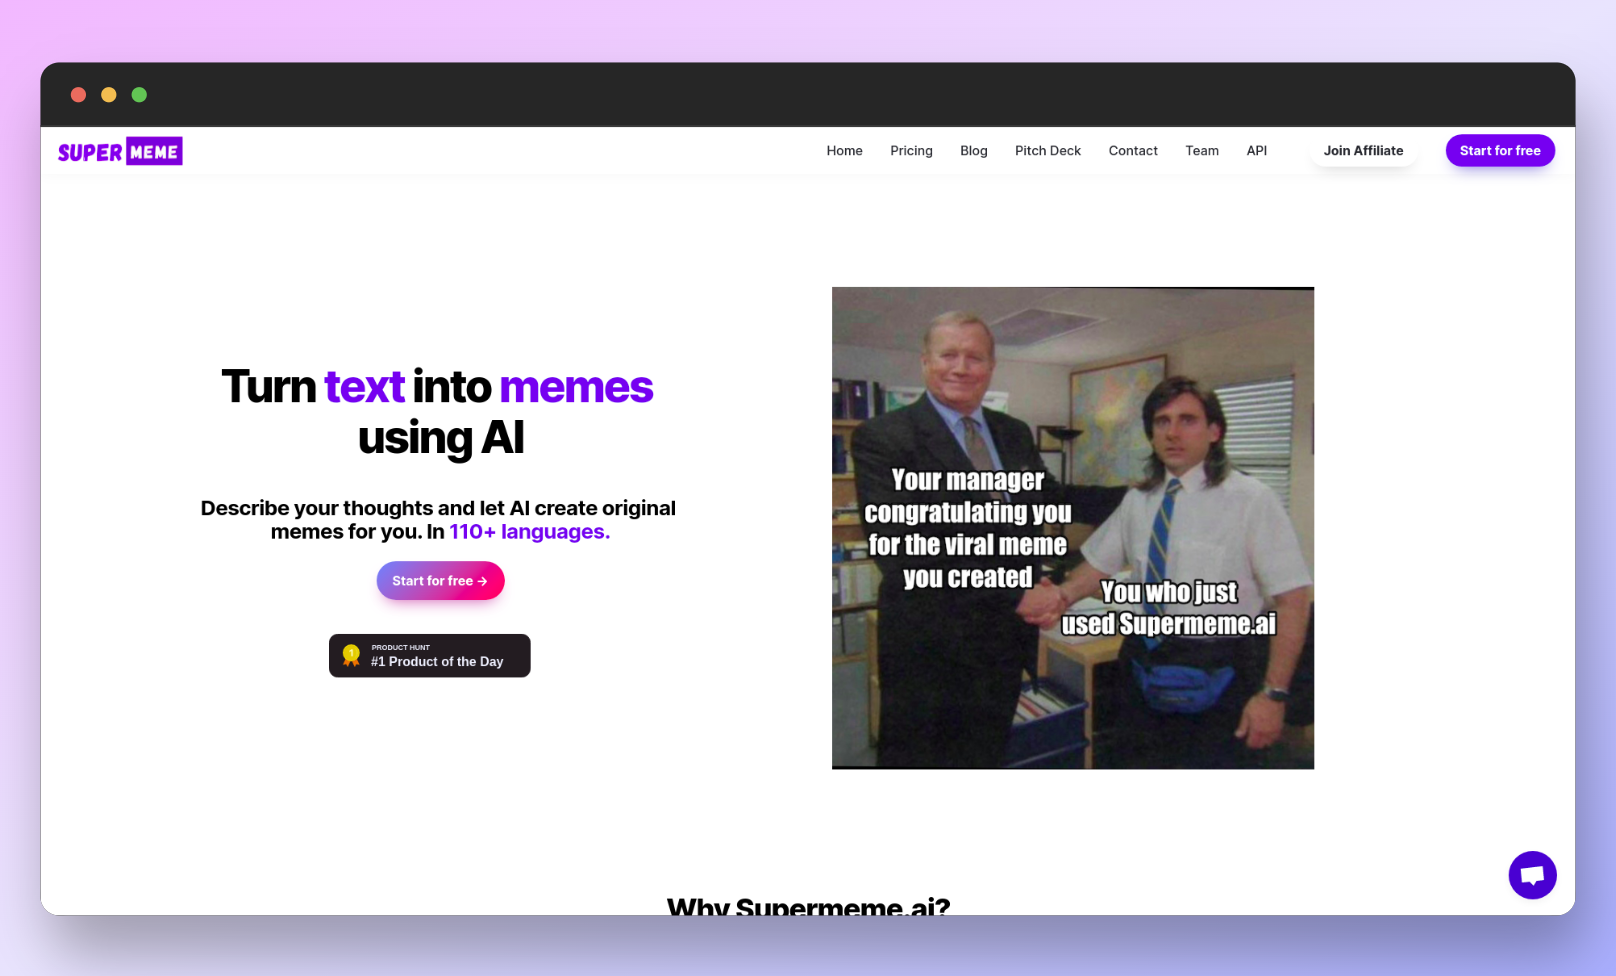 SUPER MEME
Home Pricing Blog Pitch Deck Contact Team API Join Affiliate Start for free
Turn text into memes
using AI
Describe your thoughts and let AI create original
memes for you. In 110+ languages.
Start for free →
1
PRODUCT HUNT
#1 Product of the Day
Your manager
congratulating you
for the viral meme
you created
You who just
used Supermeme.ai
Why Supermeme.ai?